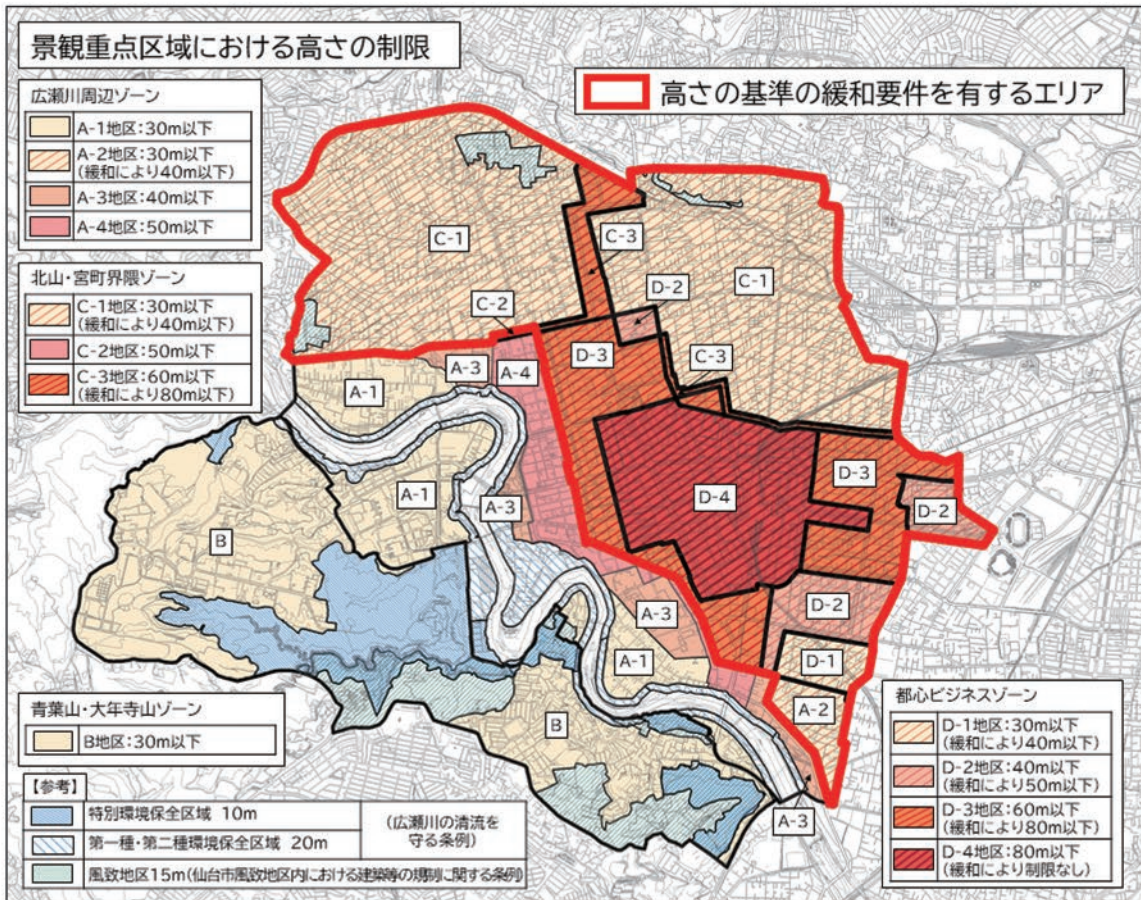 景観重点区域における高さの制限
高さの基準の緩和要件を有するエリア
広瀬川周辺ゾーン
A-1地区:30m以下
A-2地区:30m以下
(緩和により40m以下)
A-3地区:40m以下
A-4地区:50m以下
北山・宮町界隈ゾーン
C-1地区:30m以下
(緩和により40m以下)
C-2地区:50m以下
C-3地区:60m以下
(緩和により80m以下)
C-1
C-3
C-1
D-2
C-2
D-3
C-3
A-3
A-4
A-1
D-3
A-1
A-3
D-4
D-2
B
A-3
D-2
A-1
D-1
B
A-2
A-3
青葉山・大年寺山ゾーン
B地区:30m以下
【参考】
特別環境保全区域 10m
第一種・第二種環境保全区域 20m
(広瀬川の清流を
守る条例)
風致地区15m(仙台市風致地区内における建築等の規制に関する条例)
都心ビジネスゾーン
D-1地区:30m以下
(緩和により40m以下)
D-2地区:40m以下
(緩和により50m以下)
D-3地区:60m以下
(緩和により80m以下)
D-4地区:80m以下
(緩和により制限なし)